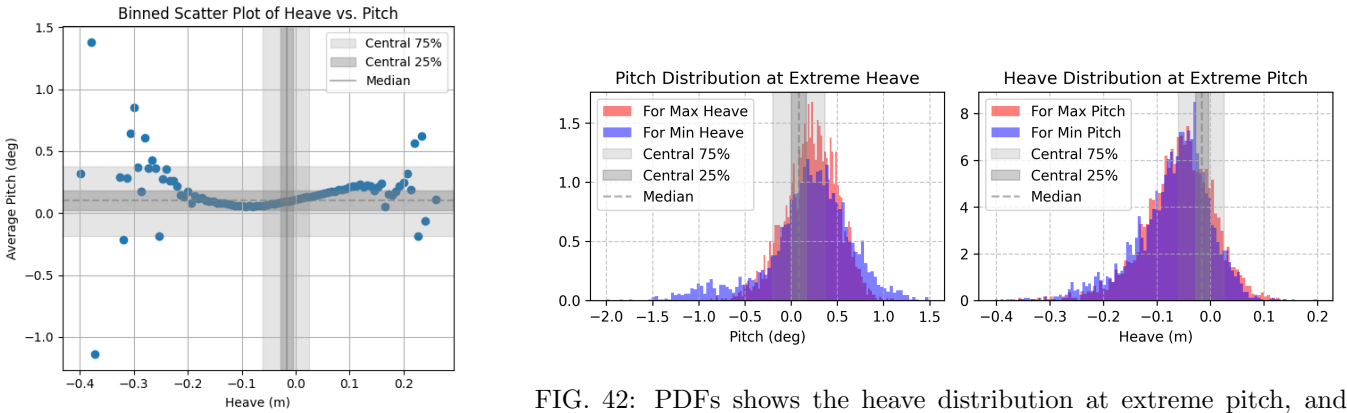 Binned Scatter Plot of Heave vs. Pitch
1.5
1.0
0.5
0.0
−0.5
−1.0
Average Pitch (deg)
Central 75%
Central 25%
Median
−0.4 −0.3 −0.2 −0.1 0.0 0.1 0.2
Heave (m)
Pitch Distribution at Extreme Heave
1.5
1.0
0.5
0.0
For Max Heave
For Min Heave
Central 75%
Central 25%
Median
−2.0 −1.5 −1.0 −0.5 0.0 0.5 1.0 1.5
Pitch (deg)
Heave Distribution at Extreme Pitch
8
6
4
2
0
For Max Pitch
For Min Pitch
Central 75%
Central 25%
Median
−0.4 −0.3 −0.2 −0.1 0.0 0.1 0.2
Heave (m)
FIG. 42: PDFs shows the heave distribution at extreme pitch, and